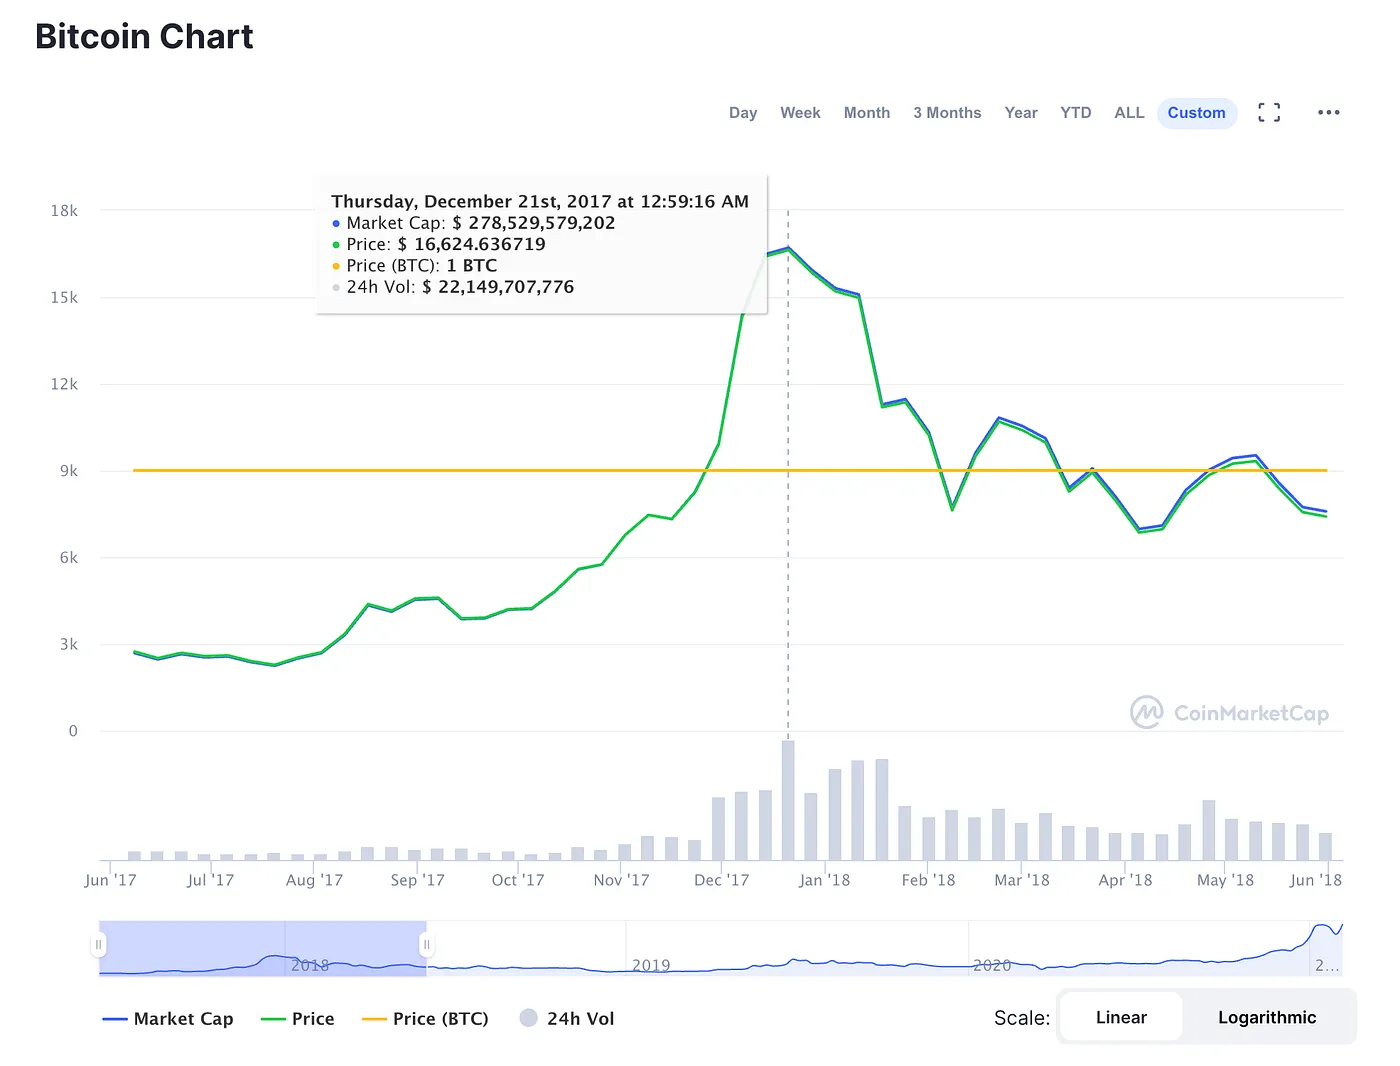 Bitcoin Chart
Day Week Month 3 Months Year YTD ALL Custom
Thursday, December 21st, 2017 at 12:59:16 AM
Market Cap: $ 278,529,579,202
Price: $ 16,624.636719
Price (BTC): 1 BTC
24h Vol: $ 22,149,707,776
18k
15k
12k
9k
6k
3k
0
CoinMarketCap
Jun '17 Jul '17 Aug '17 Sep '17 Oct '17 Nov '17 Dec '17 Jan '18 Feb '18 Mar '18 Apr '18 May '18 Jun '18
2018 2019 2020 2...
Market Cap Price Price (BTC) 24h Vol
Scale: Linear Logarithmic